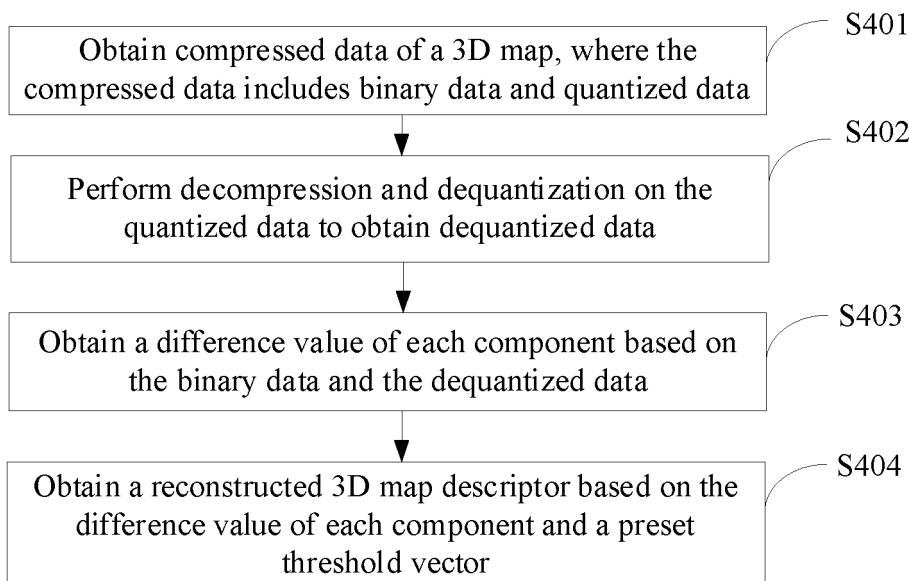 S401
Obtain compressed data of a 3D map, where the
compressed data includes binary data and quantized data
S402
Perform decompression and dequantization on the
quantized data to obtain dequantized data
S403
Obtain a difference value of each component based on
the binary data and the dequantized data
S404
Obtain a reconstructed 3D map descriptor based on the
difference value of each component and a preset
threshold vector